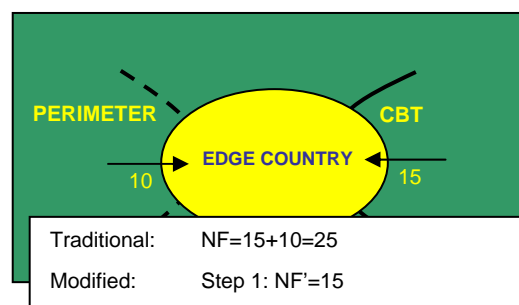 PERIMETER
CBT
EDGE COUNTRY
10
15
Traditional: NF=15+10=25
Modified: Step 1: NF’=15